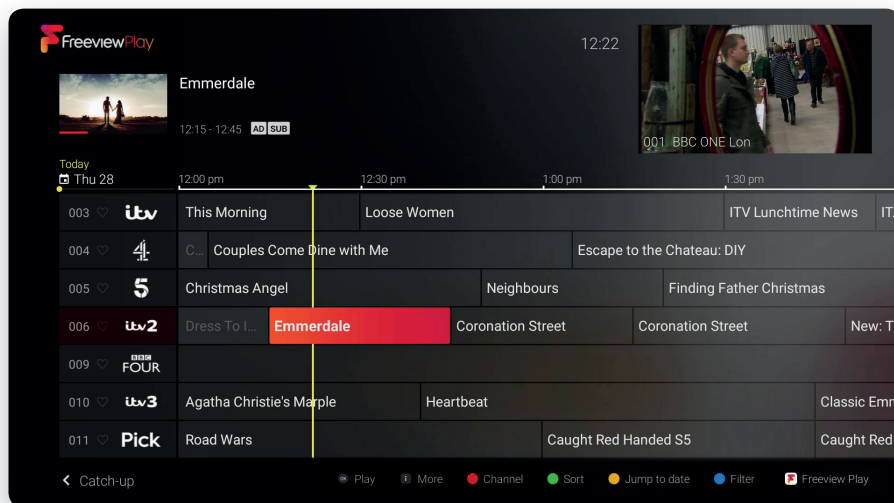 FreeviewPlay
12:22
Emmerdale
12:15 - 12:45 AD SUB
001 BBC ONE Lon
Today
Thu 28 12:00 pm 12:30 pm 1:00 pm 1:30 pm
003 itv This Morning Loose Women ITV Lunchtime News IT.
004 4 C... Couples Come Dine with Me Escape to the Chateau: DIY
005 5 Christmas Angel Neighbours Finding Father Christmas
006 itv2 Dress To I... Emmerdale Coronation Street Coronation Street New: T
009 BBC FOUR
010 itv3 Agatha Christie's Marple Heartbeat Classic Emm
011 Pick Road Wars Caught Red Handed S5 Caught Red
Catch-up OK Play i More Channel Sort Jump to date Filter Freeview Play